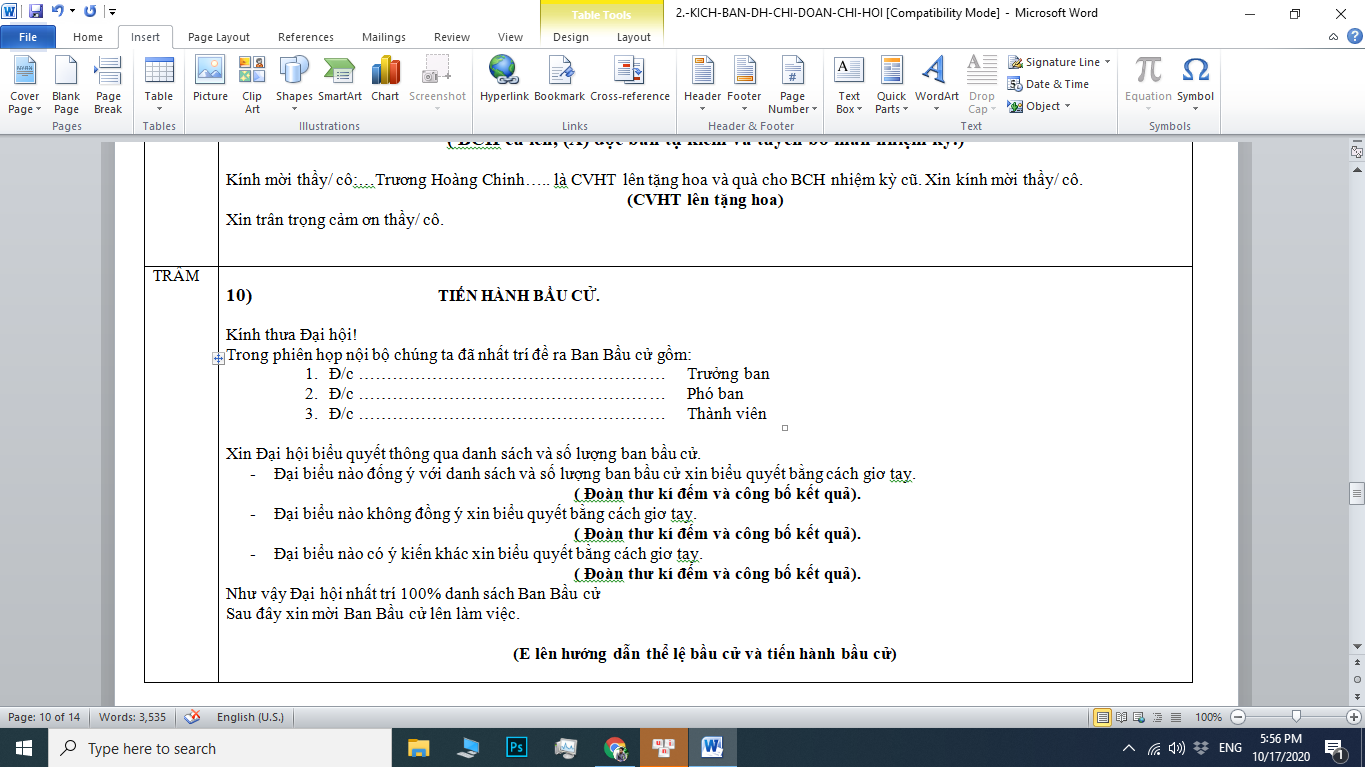 2.-KICH-BAN-DH-CHI-DOAN-CHI-HOI [Compatibility Mode] - Microsoft Word
Table Tools
File Home Insert Page Layout References Mailings Review View Design Layout
Cover Page Blank Page Page Break Table Picture Clip Art Shapes SmartArt Chart Screenshot Hyperlink Bookmark Cross-reference Header Footer Page Number Text Box Quick Parts WordArt Drop Cap Signature Line Date & Time Object Equation Symbol
Pages Tables Illustrations Links Header & Footer Text Symbols
( BCH cũ lên, (A) đọc bản tự kiểm và tuyên bố mãn nhiệm kỳ.)
Kính mời thầy/ cô:....Trương Hoàng Chinh….. là CVHT lên tặng hoa và quà cho BCH nhiệm kỳ cũ. Xin kính mời thầy/ cô.
(CVHT lên tặng hoa)
Xin trân trọng cảm ơn thầy/ cô.
TRÂM
10) TIẾN HÀNH BẦU CỬ.
Kính thưa Đại hội!
Trong phiên họp nội bộ chúng ta đã nhất trí đề ra Ban Bầu cử gồm:
1. Đ/c ……………………………………………… Trưởng ban
2. Đ/c ……………………………………………… Phó ban
3. Đ/c ……………………………………………… Thành viên
Xin Đại hội biểu quyết thông qua danh sách và số lượng ban bầu cử.
- Đại biểu nào đồng ý với danh sách và số lượng ban bầu cử xin biểu quyết bằng cách giơ tay.
( Đoàn thư kí đếm và công bố kết quả).
- Đại biểu nào không đồng ý xin biểu quyết bằng cách giơ tay.
( Đoàn thư kí đếm và công bố kết quả).
- Đại biểu nào có ý kiến khác xin biểu quyết bằng cách giơ tay.
( Đoàn thư kí đếm và công bố kết quả).
Như vậy Đại hội nhất trí 100% danh sách Ban Bầu cử
Sau đây xin mời Ban Bầu cử lên làm việc.
(E lên hướng dẫn thể lệ bầu cử và tiến hành bầu cử)
Page: 10 of 14 Words: 3,535 English (U.S.) 100%
Type here to search Ps ENG 5:56 PM
10/17/2020